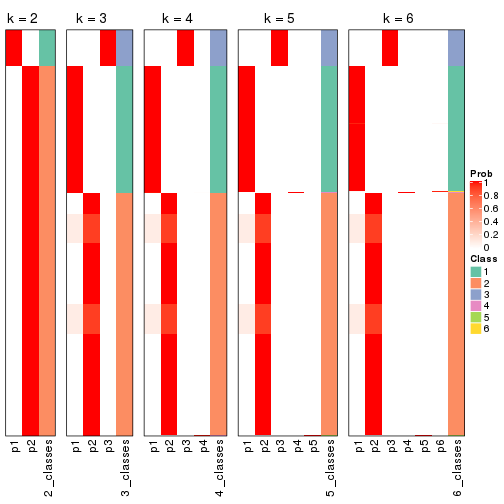 k = 2
k = 3
k = 4
k = 5
k = 6
Prob
1
0.8
0.6
0.4
0.2
0
Class
1
2
3
4
5
6
p1
p2
2_classes
p1
p2
p3
3_classes
p1
p2
p3
p4
4_classes
p1
p2
p3
p4
p5
5_classes
p1
p2
p3
p4
p5
p6
6_classes